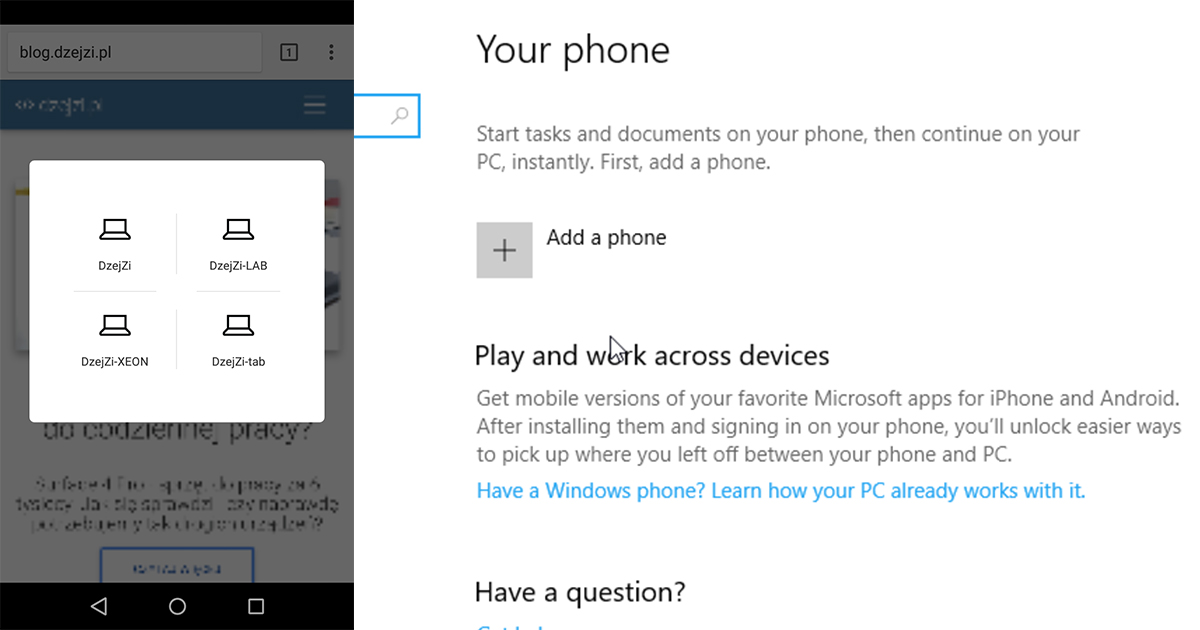 blog.dzejzi.pl
1
dzejzi.pl
DzejZi
DzejZi-LAB
DzejZi-XEON
DzejZi-tab
do codziennej pracy?
Your phone
Start tasks and documents on your phone, then continue on your
PC, instantly. First, add a phone.
Add a phone
Play and work across devices
Get mobile versions of your favorite Microsoft apps for iPhone and Android.
After installing them and signing in on your phone, you'll unlock easier ways
to pick up where you left off between your phone and PC.
Have a Windows phone? Learn how your PC already works with it.
Have a question?